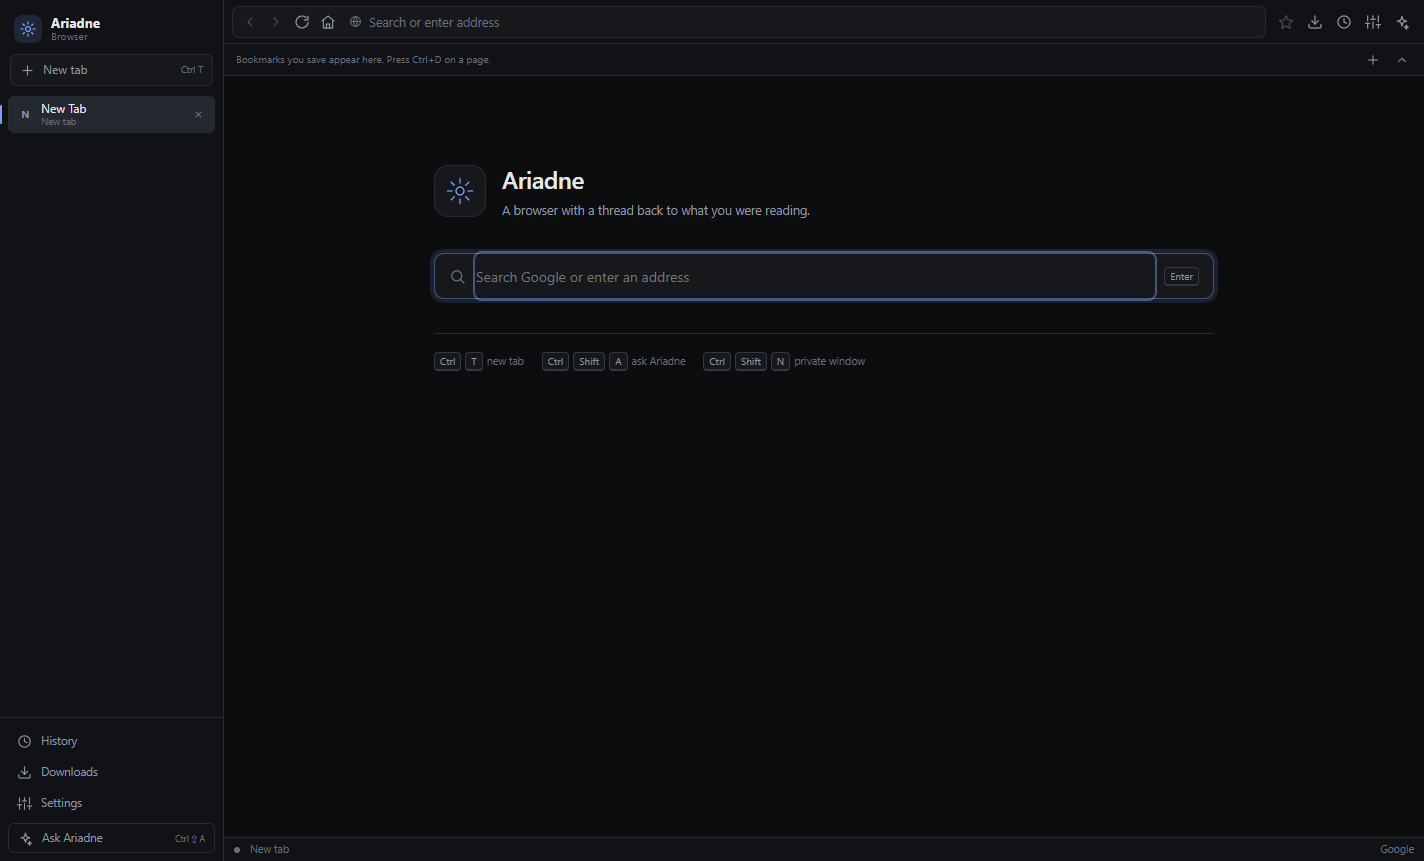 Ariadne
Browser
New tab Ctrl T
N New Tab
New tab
History
Downloads
Settings
Ask Ariadne Ctrl ⇧ A
Search or enter address
Bookmarks you save appear here. Press Ctrl+D on a page.
Ariadne
A browser with a thread back to what you were reading.
Search Google or enter an address Enter
Ctrl T new tab Ctrl Shift A ask Ariadne Ctrl Shift N private window
New tab Google